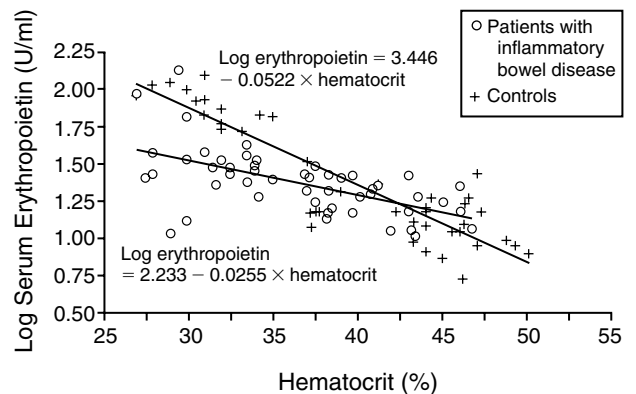 Log Serum Erythropoietin (U/ml)
2.25
2.00
1.75
1.50
1.25
1.00
0.75
0.50
Log erythropoietin = 3.446
– 0.0522 × hematocrit
Log erythropoietin
= 2.233 – 0.0255 × hematocrit
Patients with
inflammatory
bowel disease
Controls
25 30 35 40 45 50 55
Hematocrit (%)